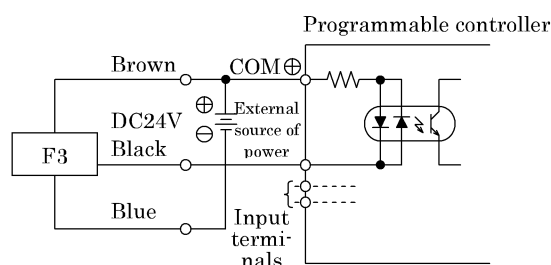 Programmable controller
Brown
COM⊕
⊕
External
DC24V
source of
⊖
Black
power
F3
Blue
Input
termi-
nals